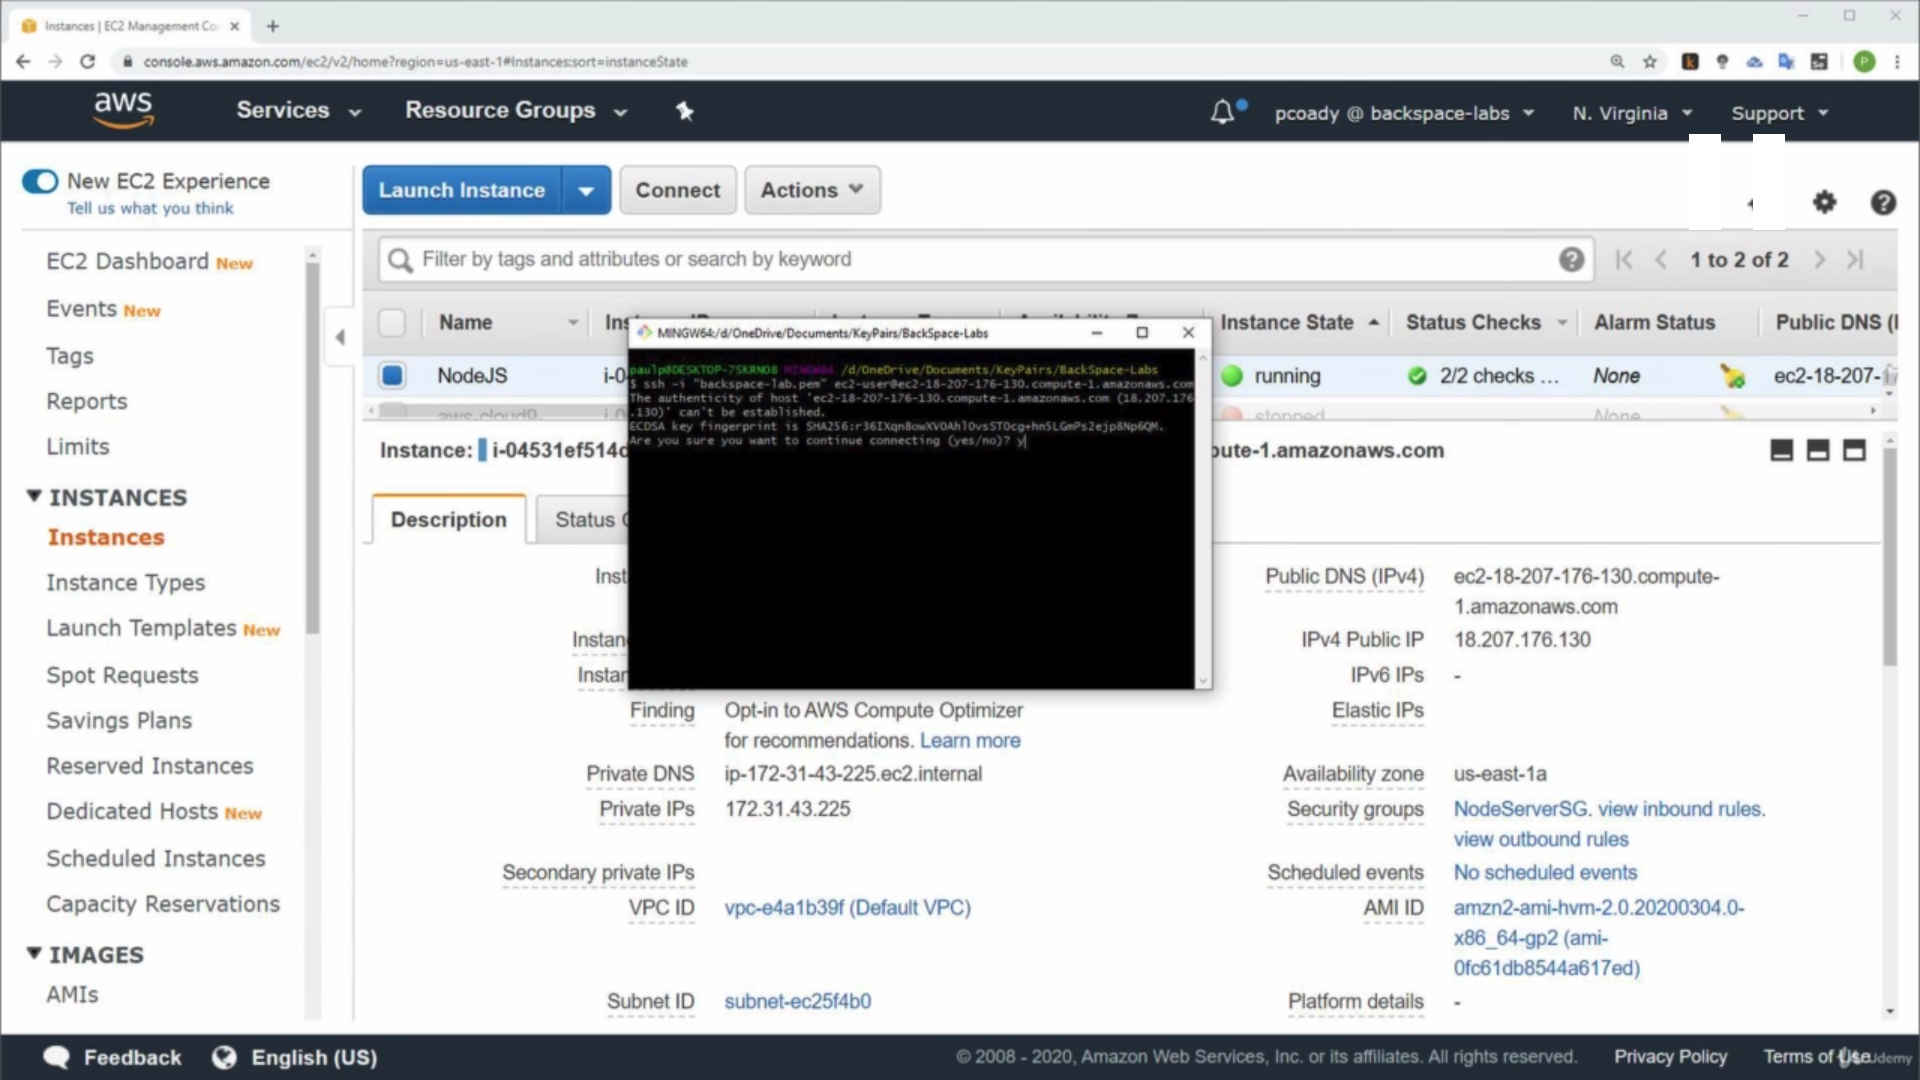 Instances | EC2 Management Co
console.aws.amazon.com/ec2/v2/home?region=us-east-1#Instances:sort=instanceState
aws
Services
Resource Groups
pcoady @ backspace-labs
N. Virginia
Support
New EC2 Experience
Tell us what you think
Launch Instance
Connect
Actions
EC2 Dashboard New
Events New
Tags
Reports
Limits
INSTANCES
Instances
Instance Types
Launch Templates New
Spot Requests
Savings Plans
Reserved Instances
Dedicated Hosts New
Scheduled Instances
Capacity Reservations
IMAGES
AMIs
Filter by tags and attributes or search by keyword
1 to 2 of 2
Name
Instance State
Status Checks
Alarm Status
Public DNS (I
NodeJS
i-0
running
2/2 checks ...
None
ec2-18-207-
aws-cloud9-
stopped
None
MINGW64:/d/OneDrive/Documents/KeyPairs/BackSpace-Labs
paulp@DESKTOP-7SKRNO8 MINGW64 /d/OneDrive/Documents/KeyPairs/BackSpace-Labs
$ ssh -i "backspace-lab.pem" ec2-user@ec2-18-207-176-130.compute-1.amazonaws.com
The authenticity of host 'ec2-18-207-176-130.compute-1.amazonaws.com (18.207.176
.130)' can't be established.
ECDSA key fingerprint is SHA256:r36IXqn8owXVOAhlOvsSTOcg+hn5LGmPs2ejp8Np6QM.
Are you sure you want to continue connecting (yes/no)? y
Instance:
i-04531ef514d
ute-1.amazonaws.com
Description
Status
Public DNS (IPv4)
ec2-18-207-176-130.compute-
1.amazonaws.com
IPv4 Public IP
18.207.176.130
IPv6 IPs
-
Finding
Opt-in to AWS Compute Optimizer
for recommendations. Learn more
Elastic IPs
Private DNS
ip-172-31-43-225.ec2.internal
Availability zone
us-east-1a
Private IPs
172.31.43.225
Security groups
NodeServerSG. view inbound rules.
view outbound rules
Secondary private IPs
Scheduled events
No scheduled events
VPC ID
vpc-e4a1b39f (Default VPC)
AMI ID
amzn2-ami-hvm-2.0.20200304.0-
x86_64-gp2 (ami-
0fc61db8544a617ed)
Subnet ID
subnet-ec25f4b0
Platform details
-
Feedback
English (US)
© 2008 - 2020, Amazon Web Services, Inc. or its affiliates. All rights reserved.
Privacy Policy
Terms of Use
Udemy